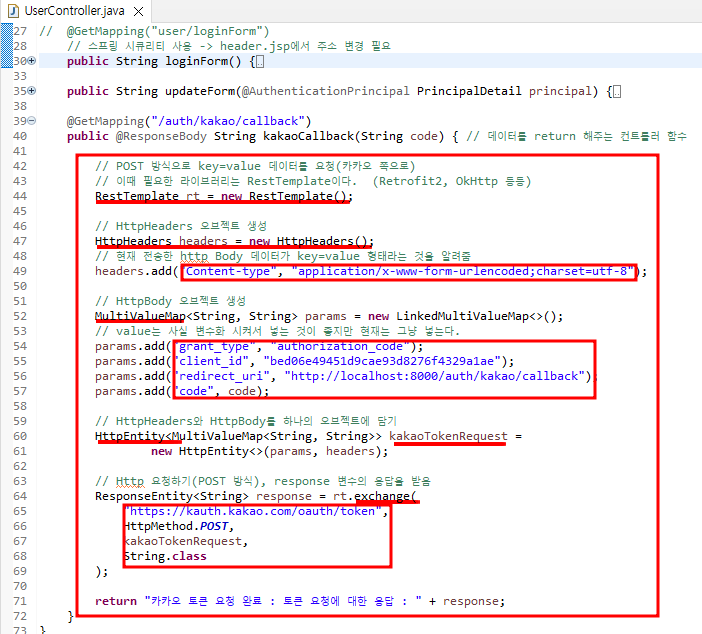 UserController.java
27 //  @GetMapping("user/loginForm")
28     // 스프링 시큐리티 사용 -> header.jsp에서 주소 변경 필요
30     public String loginForm() {
33
35     public String updateForm(@AuthenticationPrincipal PrincipalDetail principal) {
38
39     @GetMapping("/auth/kakao/callback")
40     public @ResponseBody String kakaoCallback(String code) { // 데이터를 return 해주는 컨트롤러 함수
41
42         // POST 방식으로 key=value 데이터를 요청(카카오 쪽으로)
43         // 이때 필요한 라이브러리는 RestTemplate이다.  (Retrofit2, OkHttp 등등)
44         RestTemplate rt = new RestTemplate();
45
46         // HttpHeaders 오브젝트 생성
47         HttpHeaders headers = new HttpHeaders();
48         // 현재 전송한 http Body 데이터가 key=value 형태라는 것을 알려줌
49         headers.add("Content-type", "application/x-www-form-urlencoded;charset=utf-8");
50
51         // HttpBody 오브젝트 생성
52         MultiValueMap<String, String> params = new LinkedMultiValueMap<>();
53         // value는 사실 변수화 시켜서 넣는 것이 좋지만 현재는 그냥 넣는다.
54         params.add("grant_type", "authorization_code");
55         params.add("client_id", "bed06e49451d9cae93d8276f4329a1ae");
56         params.add("redirect_uri", "http://localhost:8000/auth/kakao/callback");
57         params.add("code", code);
58
59         // HttpHeaders와 HttpBody를 하나의 오브젝트에 담기
60         HttpEntity<MultiValueMap<String, String>> kakaoTokenRequest =
61                 new HttpEntity<>(params, headers);
62
63         // Http 요청하기(POST 방식), response 변수의 응답을 받음
64         ResponseEntity<String> response = rt.exchange(
65             "https://kauth.kakao.com/oauth/token",
66             HttpMethod.POST,
67             kakaoTokenRequest,
68             String.class
69         );
70
71         return "카카오 토큰 요청 완료 : 토큰 요청에 대한 응답 : " + response;
72     }
73 }